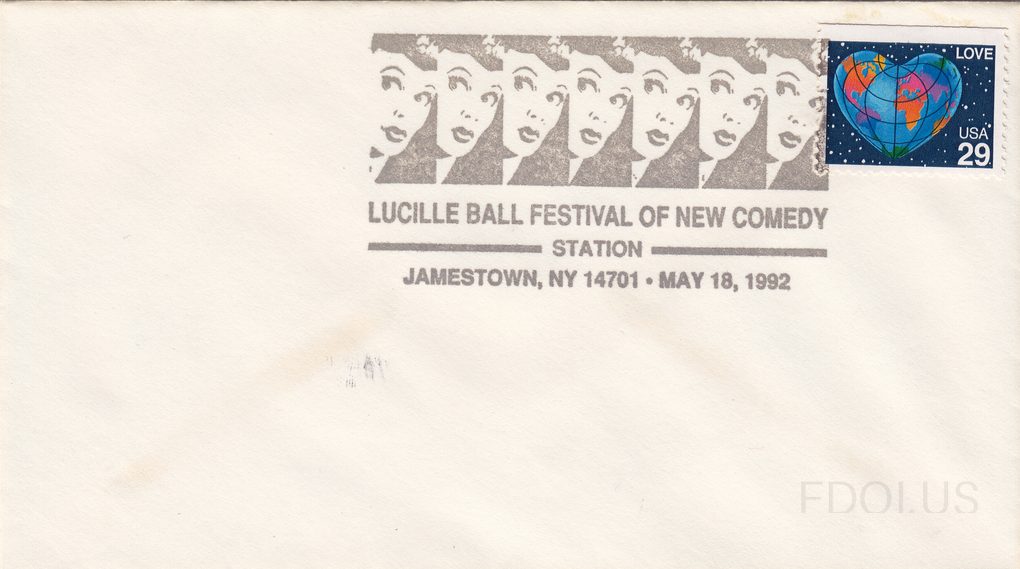 LOVE
USA
29
LUCILLE BALL FESTIVAL OF NEW COMEDY
STATION
JAMESTOWN, NY 14701 • MAY 18, 1992
FDOI.US